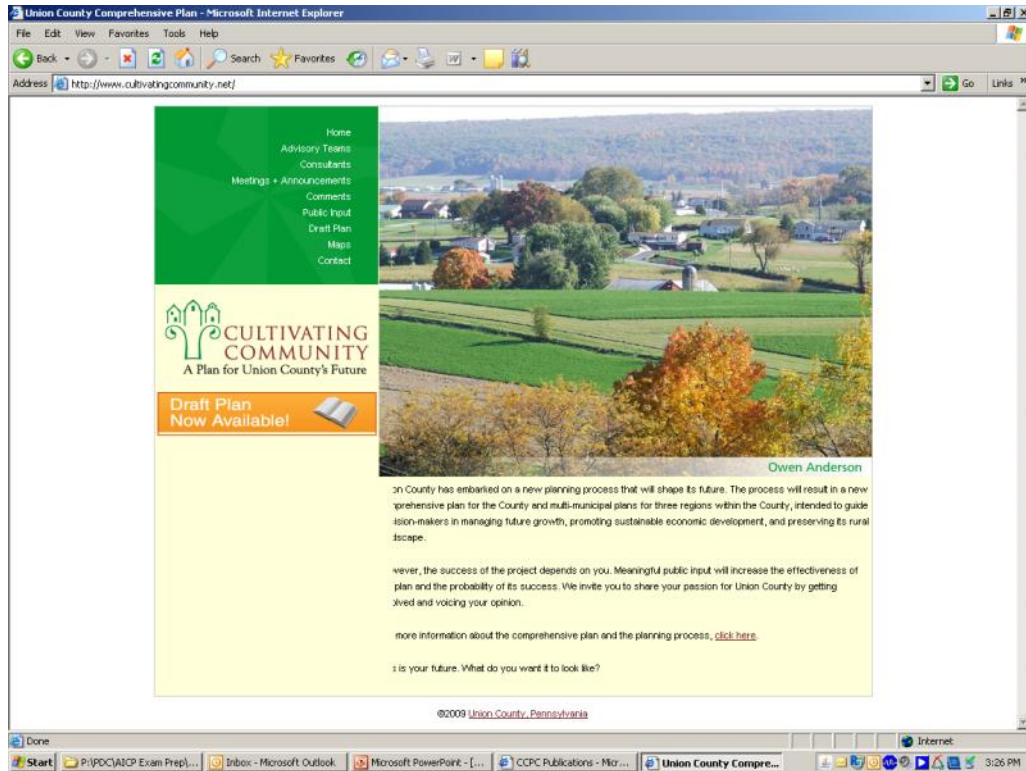 Union County Comprehensive Plan - Microsoft Internet Explorer
File Edit View Favorites Tools Help
Back Search Favorites
Address http://www.cultivatingcommunity.net/ Go Links »
Home
Advisory Teams
Consultants
Meetings + Announcements
Comments
Public Input
Draft Plan
Maps
Contact
CULTIVATING
COMMUNITY
A Plan for Union County's Future
Draft Plan
Now Available!
Owen Anderson
on County has embarked on a new planning process that will shape its future. The process will result in a new
prehensive plan for the County and multi-municipal plans for three regions within the County, intended to guide
ision-makers in managing future growth, promoting sustainable economic development, and preserving its rural
dscape.
wever, the success of the project depends on you. Meaningful public input will increase the effectiveness of
plan and the probability of its success. We invite you to share your passion for Union County by getting
olved and voicing your opinion.
more information about the comprehensive plan and the planning process, click here.
s is your future. What do you want it to look like?
©2009 Union County, Pennsylvania
Done Internet
Start P:\PDC\AICP Exam Prep\... Inbox - Microsoft Outlook Microsoft PowerPoint - [... CCPC Publications - Micr... Union County Compre... 3:26 PM